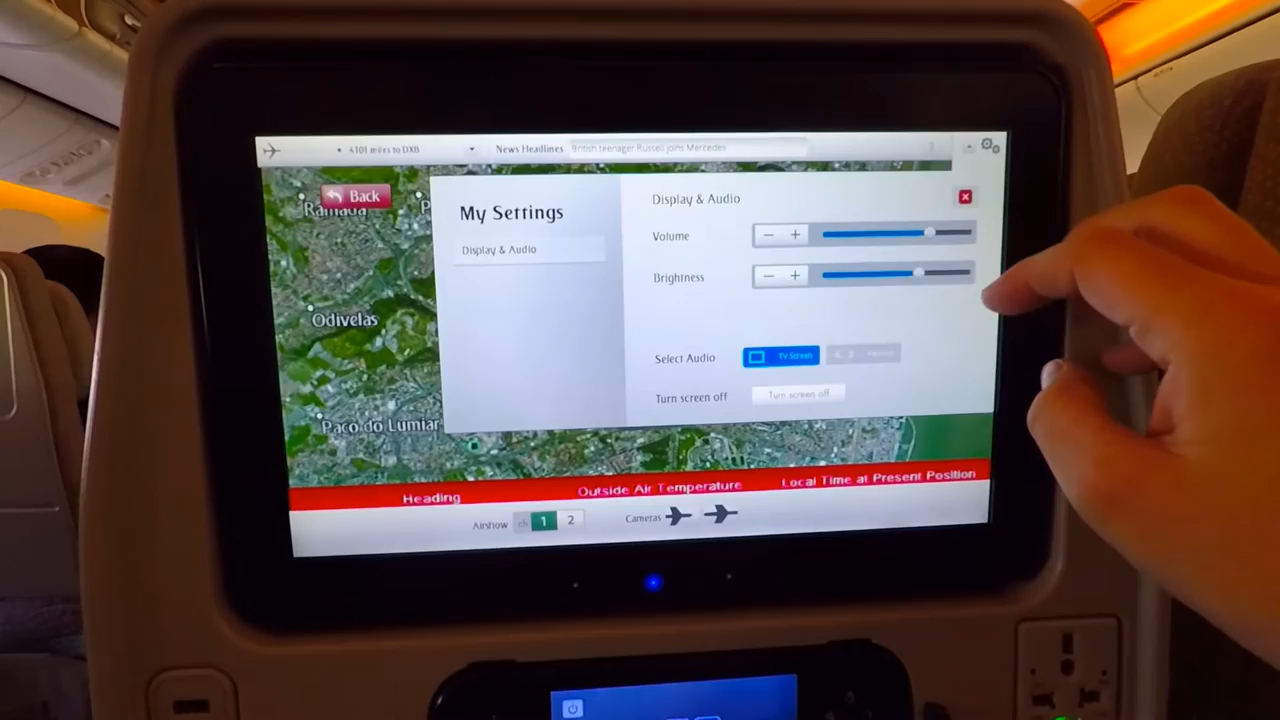 4101 miles to DXB
News Headlines British teenager Russell joins Mercedes
Back
Ramada
P
My Settings
Display & Audio
Display & Audio
Volume
Brightness
Select Audio TV Screen
Turn screen off Turn screen off
Odivelas
Paco do Lumiar
Heading Outside Air Temperature Local Time at Present Position
Airshow ch 1 2 Cameras